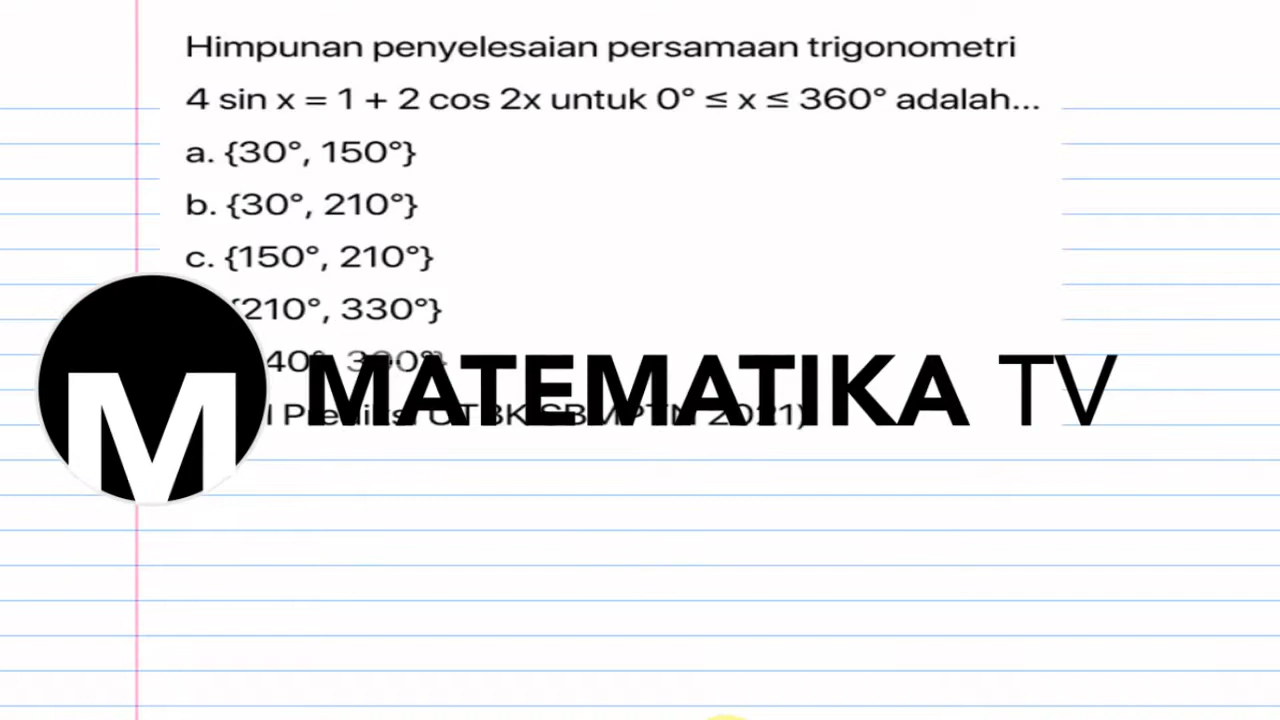 Himpunan penyelesaian persamaan trigonometri
4 sin x = 1 + 2 cos 2x untuk 0° ≤ x ≤ 360° adalah...
a. {30°, 150°}
b. {30°, 210°}
c. {150°, 210°}
{210°, 330°}
M MATEMATIKA TV